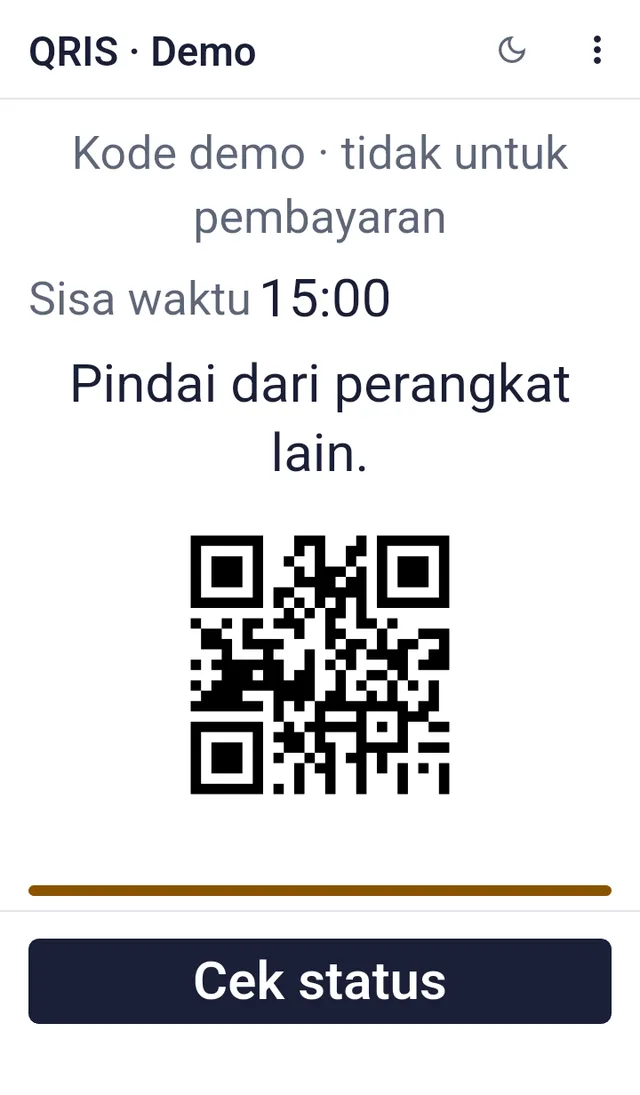 QRIS · Demo
Kode demo · tidak untuk
pembayaran
Sisa waktu 15:00
Pindai dari perangkat
lain.
Cek status